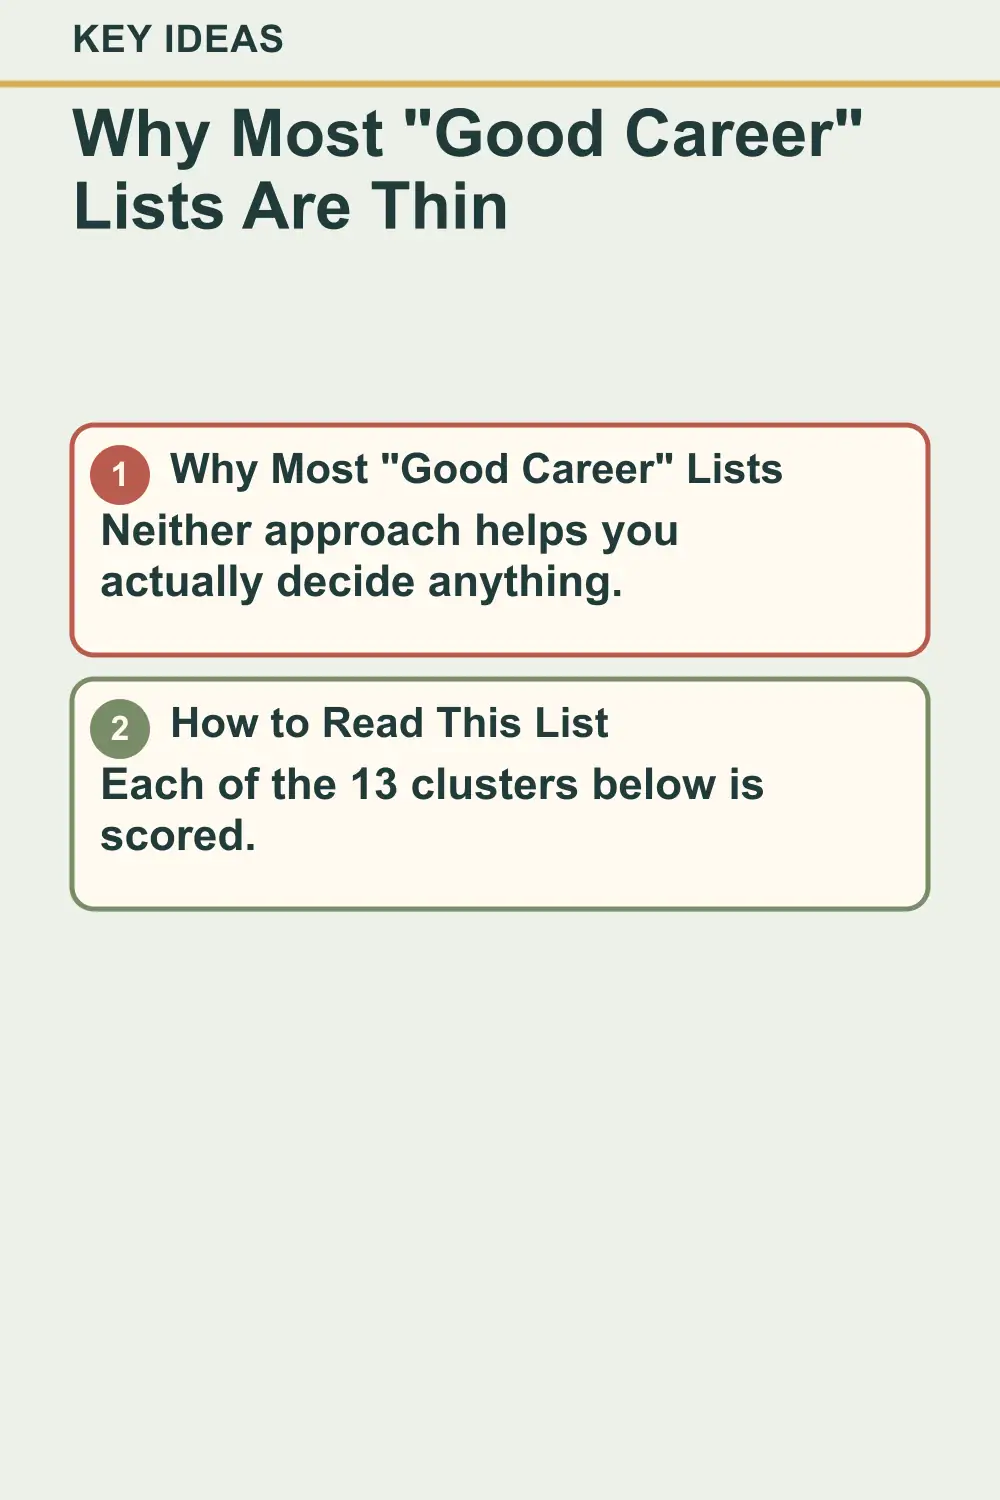 KEY IDEAS
Why Most "Good Career"
Lists Are Thin
1 Why Most "Good Career" Lists
Neither approach helps you
actually decide anything.
2 How to Read This List
Each of the 13 clusters below is
scored.